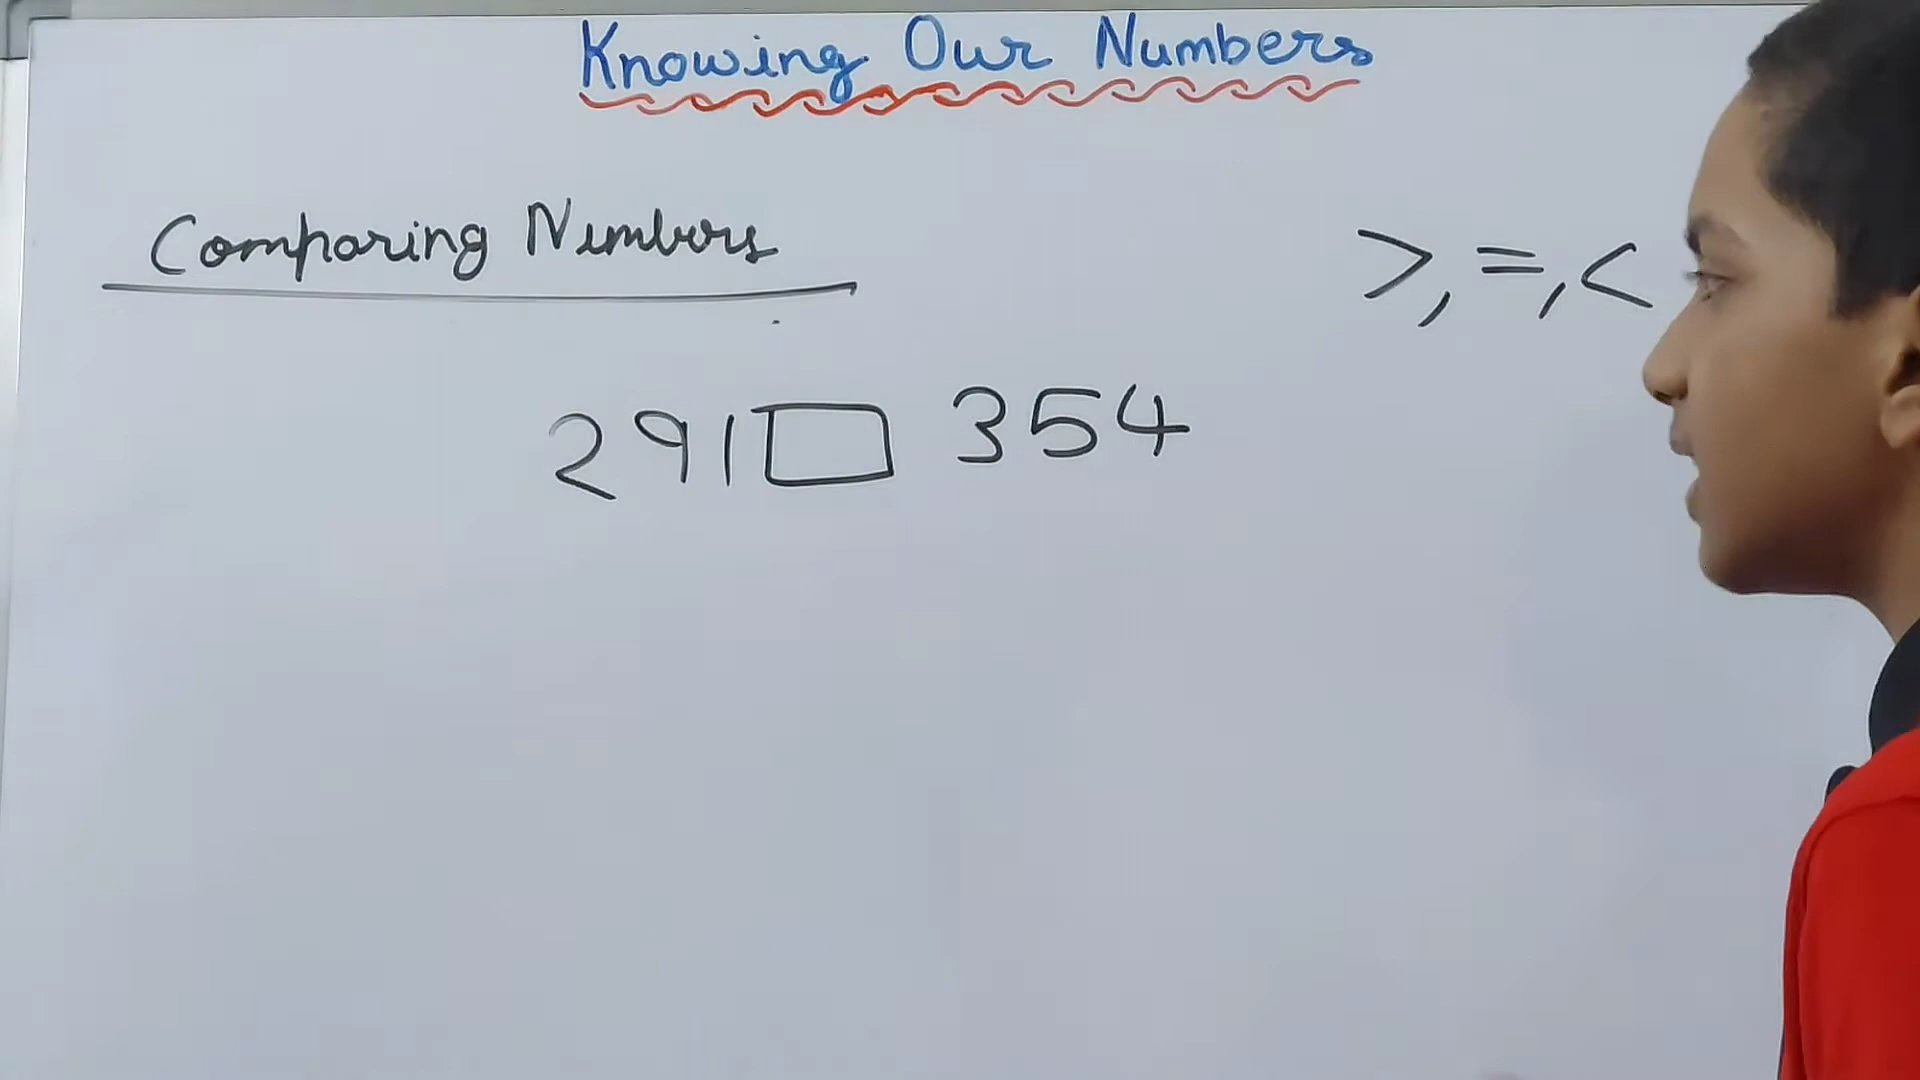 Knowing Our Numbers
Comparing Numbers
>, =, <
291 □ 354